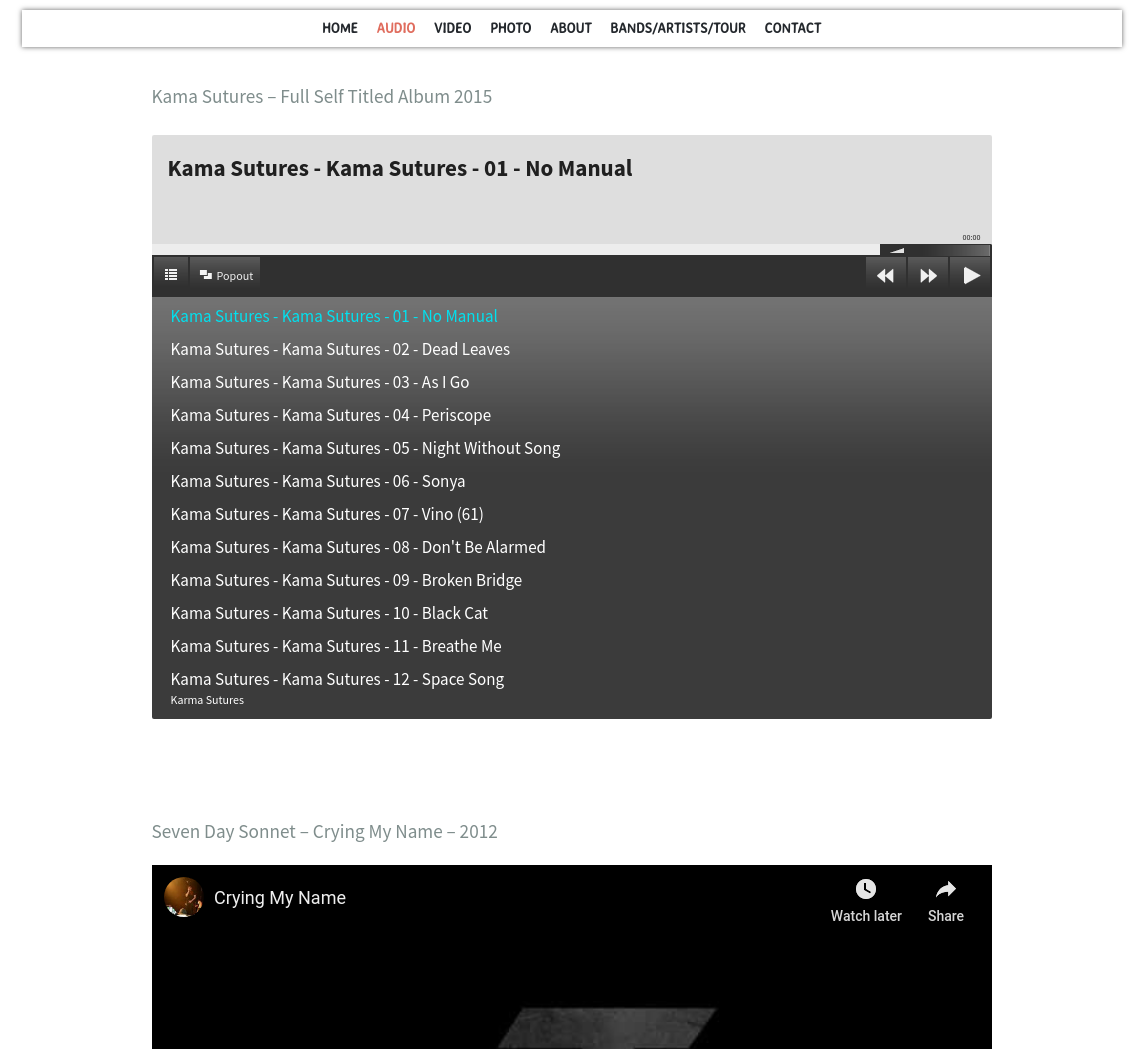 HOME AUDIO VIDEO PHOTO ABOUT BANDS/ARTISTS/TOUR CONTACT
Kama Sutures – Full Self Titled Album 2015
Kama Sutures - Kama Sutures - 01 - No Manual
00:00
Popout
Kama Sutures - Kama Sutures - 01 - No Manual
Kama Sutures - Kama Sutures - 02 - Dead Leaves
Kama Sutures - Kama Sutures - 03 - As I Go
Kama Sutures - Kama Sutures - 04 - Periscope
Kama Sutures - Kama Sutures - 05 - Night Without Song
Kama Sutures - Kama Sutures - 06 - Sonya
Kama Sutures - Kama Sutures - 07 - Vino (61)
Kama Sutures - Kama Sutures - 08 - Don't Be Alarmed
Kama Sutures - Kama Sutures - 09 - Broken Bridge
Kama Sutures - Kama Sutures - 10 - Black Cat
Kama Sutures - Kama Sutures - 11 - Breathe Me
Kama Sutures - Kama Sutures - 12 - Space Song
Karma Sutures
Seven Day Sonnet – Crying My Name – 2012
Crying My Name
Watch later Share